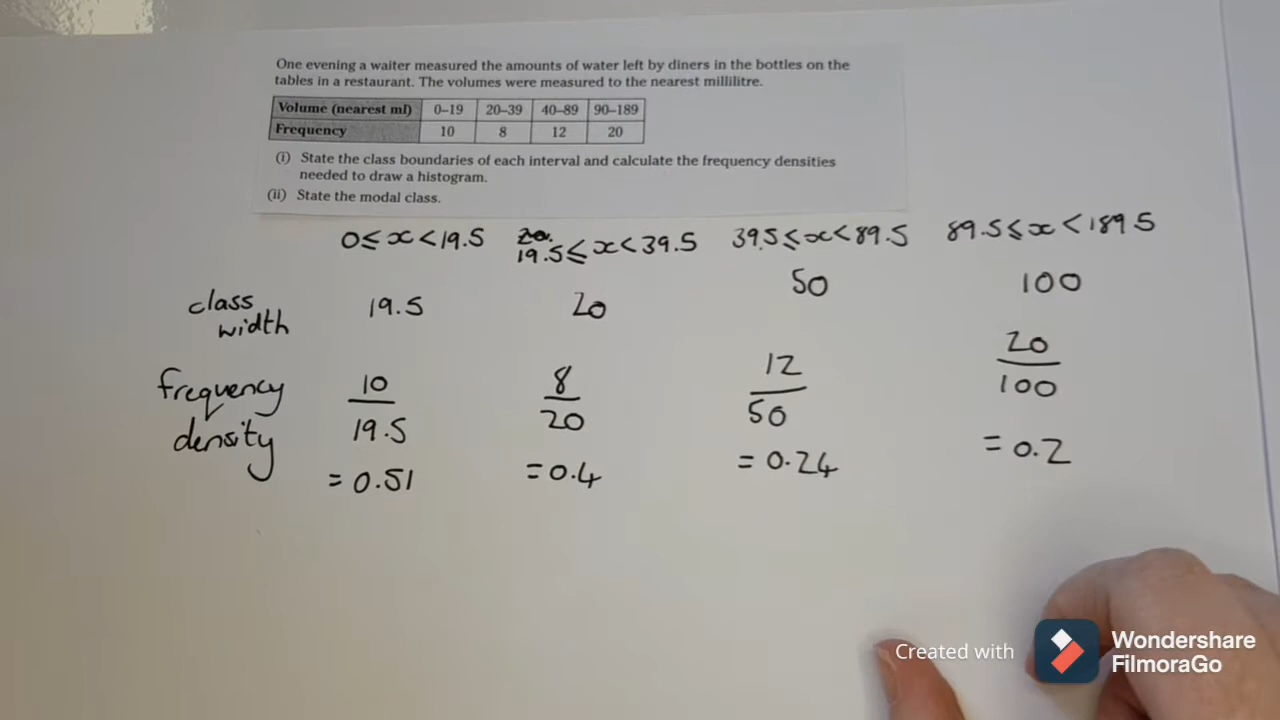 One evening a waiter measured the amounts of water left by diners in the bottles on the
tables in a restaurant. The volumes were measured to the nearest millilitre.
Volume (nearest ml) 0–19 20–39 40–89 90–189
Frequency 10 8 12 20
(i) State the class boundaries of each interval and calculate the frequency densities
needed to draw a histogram.
(ii) State the modal class.
0≤x<19.5 19.5≤x<39.5 39.5≤x<89.5 89.5≤x<189.5
class
width 19.5 20 50 100
frequency
density
10/19.5 8/20 12/50 20/100
=0.51 =0.4 =0.24 =0.2
Created with
Wondershare
FilmoraGo